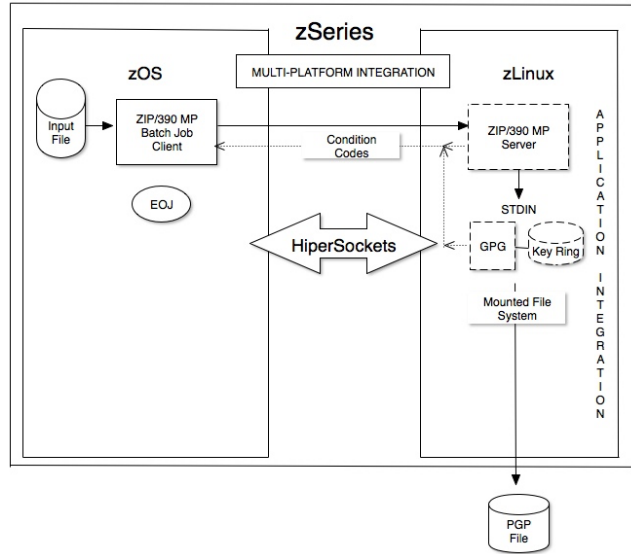 zSeries
zOS
MULTI-PLATFORM INTEGRATION
zLinux
Input
File
ZIP/390 MP
Batch Job
Client
Condition
Codes
ZIP/390 MP
Server
EOJ
STDIN
HiperSockets
GPG
Key Ring
Mounted File
System
APPLICATION INTEGRATION
PGP
File